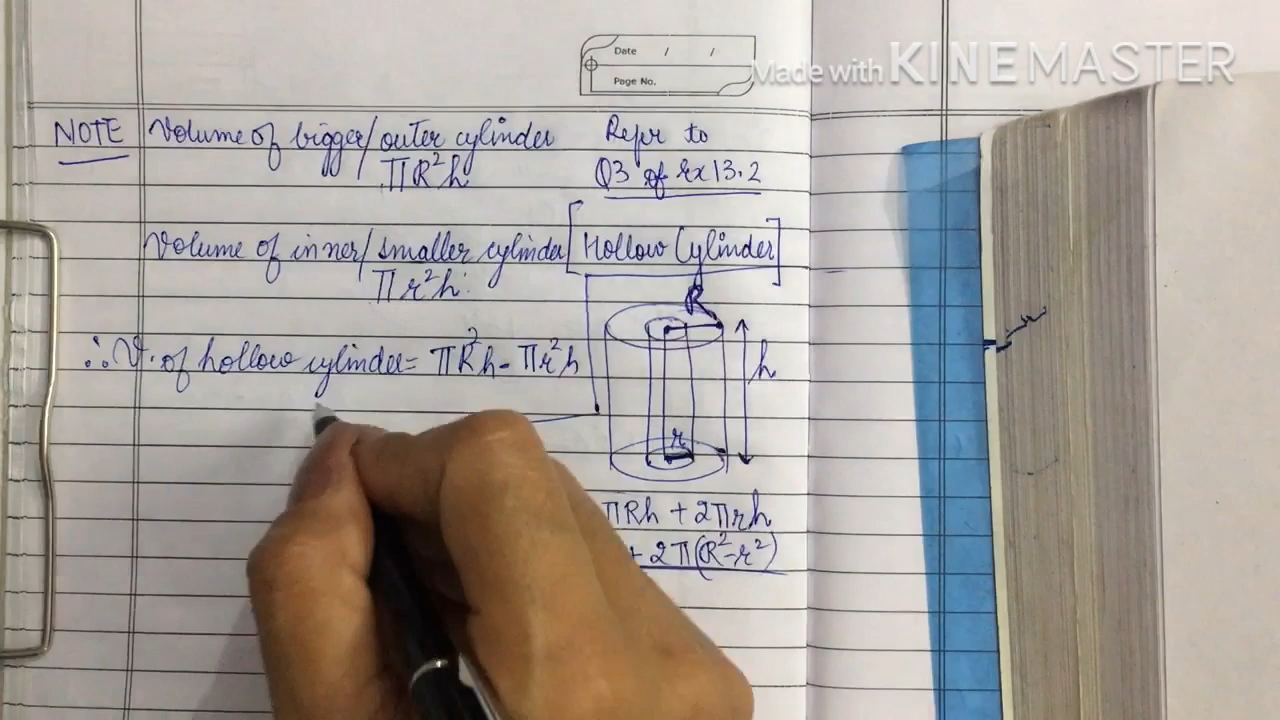 Date / /
Page No.
Made with KINEMASTER
NOTE Volume of bigger/outer cylinder
πR²h
Refer to
Q3 of Ex 13.2
Volume of inner/smaller cylinder [Hollow Cylinder]
πr²h
R
∴ V. of hollow cylinder = πR²h - πr²h
h
r
πRh + 2πrh
+ 2π(R²-r²)